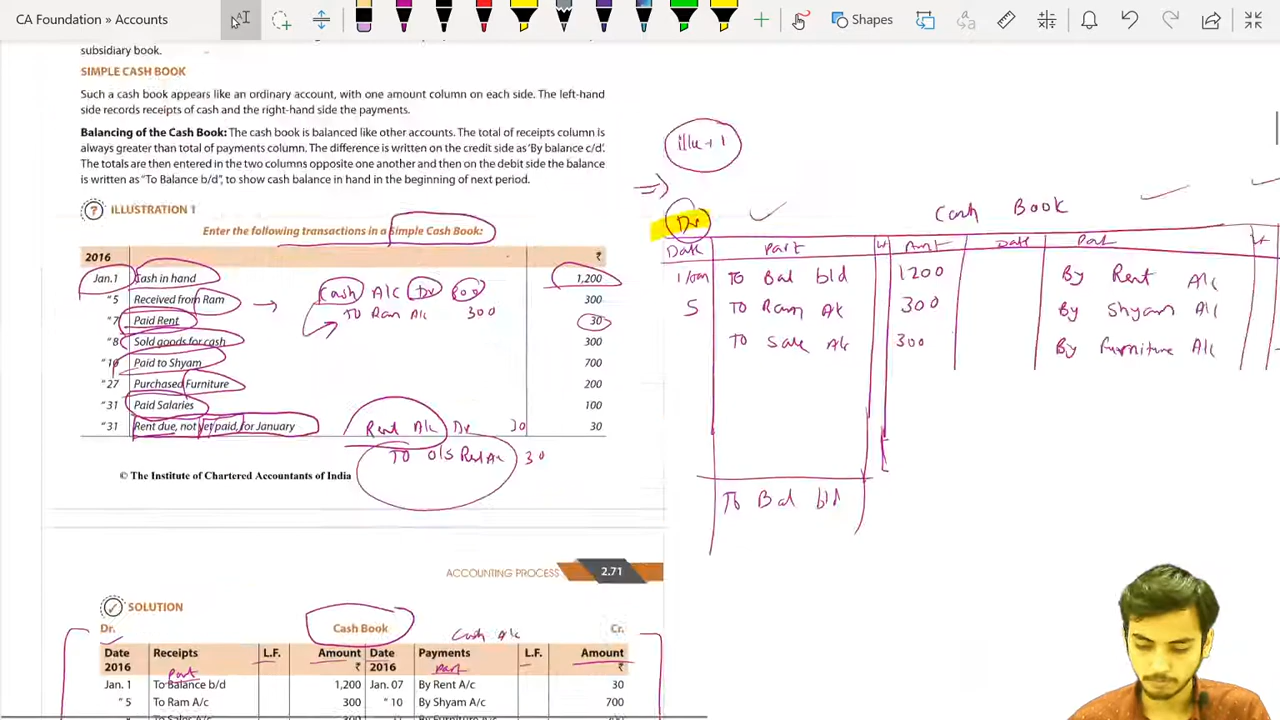 CA Foundation » Accounts
Shapes
subsidiary book.
SIMPLE CASH BOOK
Such a cash book appears like an ordinary account, with one amount column on each side. The left-hand
side records receipts of cash and the right-hand side the payments.
Balancing of the Cash Book: The cash book is balanced like other accounts. The total of receipts column is
always greater than total of payments column. The difference is written on the credit side as 'By balance c/d'.
The totals are then entered in the two columns opposite one another and then on the debit side the balance
is written as "To Balance b/d", to show cash balance in hand in the beginning of next period.
? ILLUSTRATION 1
Enter the following transactions in a Simple Cash Book:
2016 ₹
Jan.1 Cash in hand 1,200
"5 Received from Ram 300
"7 Paid Rent 30
"8 Sold goods for cash 300
"10 Paid to Shyam 700
"27 Purchased Furniture 200
"31 Paid Salaries 100
"31 Rent due, not yet paid, for January 30
Cash A/c Dr 300
To Ram A/c 300
Rent A/c Dr 30
To O/S Rent A/c 30
© The Institute of Chartered Accountants of India
ACCOUNTING PROCESS 2.71
SOLUTION
Dr. Cash Book Cash A/c Cr.
Date Receipts L.F. Amount Date Payments L.F. Amount
2016 Part ₹ 2016 Part ₹
Jan. 1 To Balance b/d 1,200 Jan. 07 By Rent A/c 30
"5 To Ram A/c 300 "10 By Shyam A/c 700
illu + 1
Dr
Cash Book
Date Part Lf Amt Date Part Lf
1/Jan To Bal b/d 1200 By Rent A/c
5 To Ram A/c 300 By Shyam A/c
To Sale A/c 300 By Furniture A/c
To Bal b/d